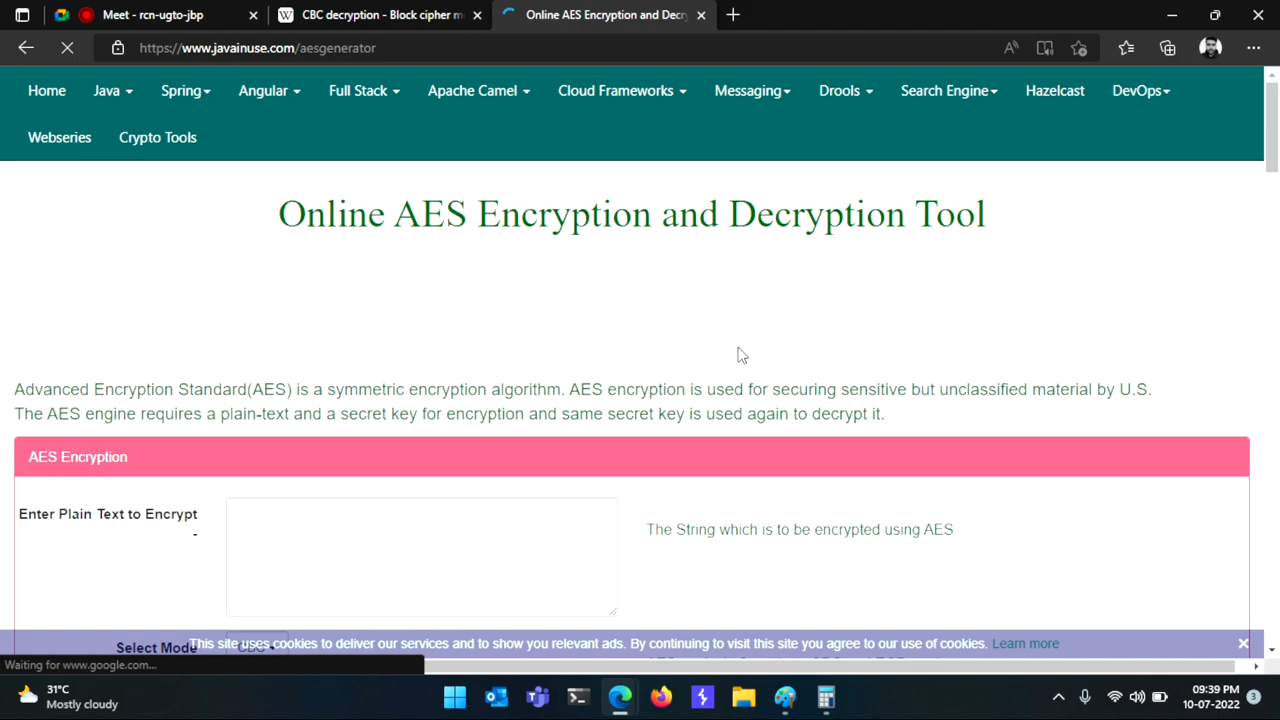 Meet - rcn-ugto-jbp
CBC decryption - Block cipher m
Online AES Encryption and Decry
https://www.javainuse.com/aesgenerator
Home Java Spring Angular Full Stack Apache Camel Cloud Frameworks Messaging Drools Search Engine Hazelcast DevOps
Webseries Crypto Tools
Online AES Encryption and Decryption Tool
Advanced Encryption Standard(AES) is a symmetric encryption algorithm. AES encryption is used for securing sensitive but unclassified material by U.S.
The AES engine requires a plain-text and a secret key for encryption and same secret key is used again to decrypt it.
AES Encryption
Enter Plain Text to Encrypt
-
The String which is to be encrypted using AES
Select Mode
CBC
This site uses cookies to deliver our services and to show you relevant ads. By continuing to visit this site you agree to our use of cookies. Learn more
Waiting for www.google.com...
31°C
Mostly cloudy
09:39 PM
10-07-2022
3